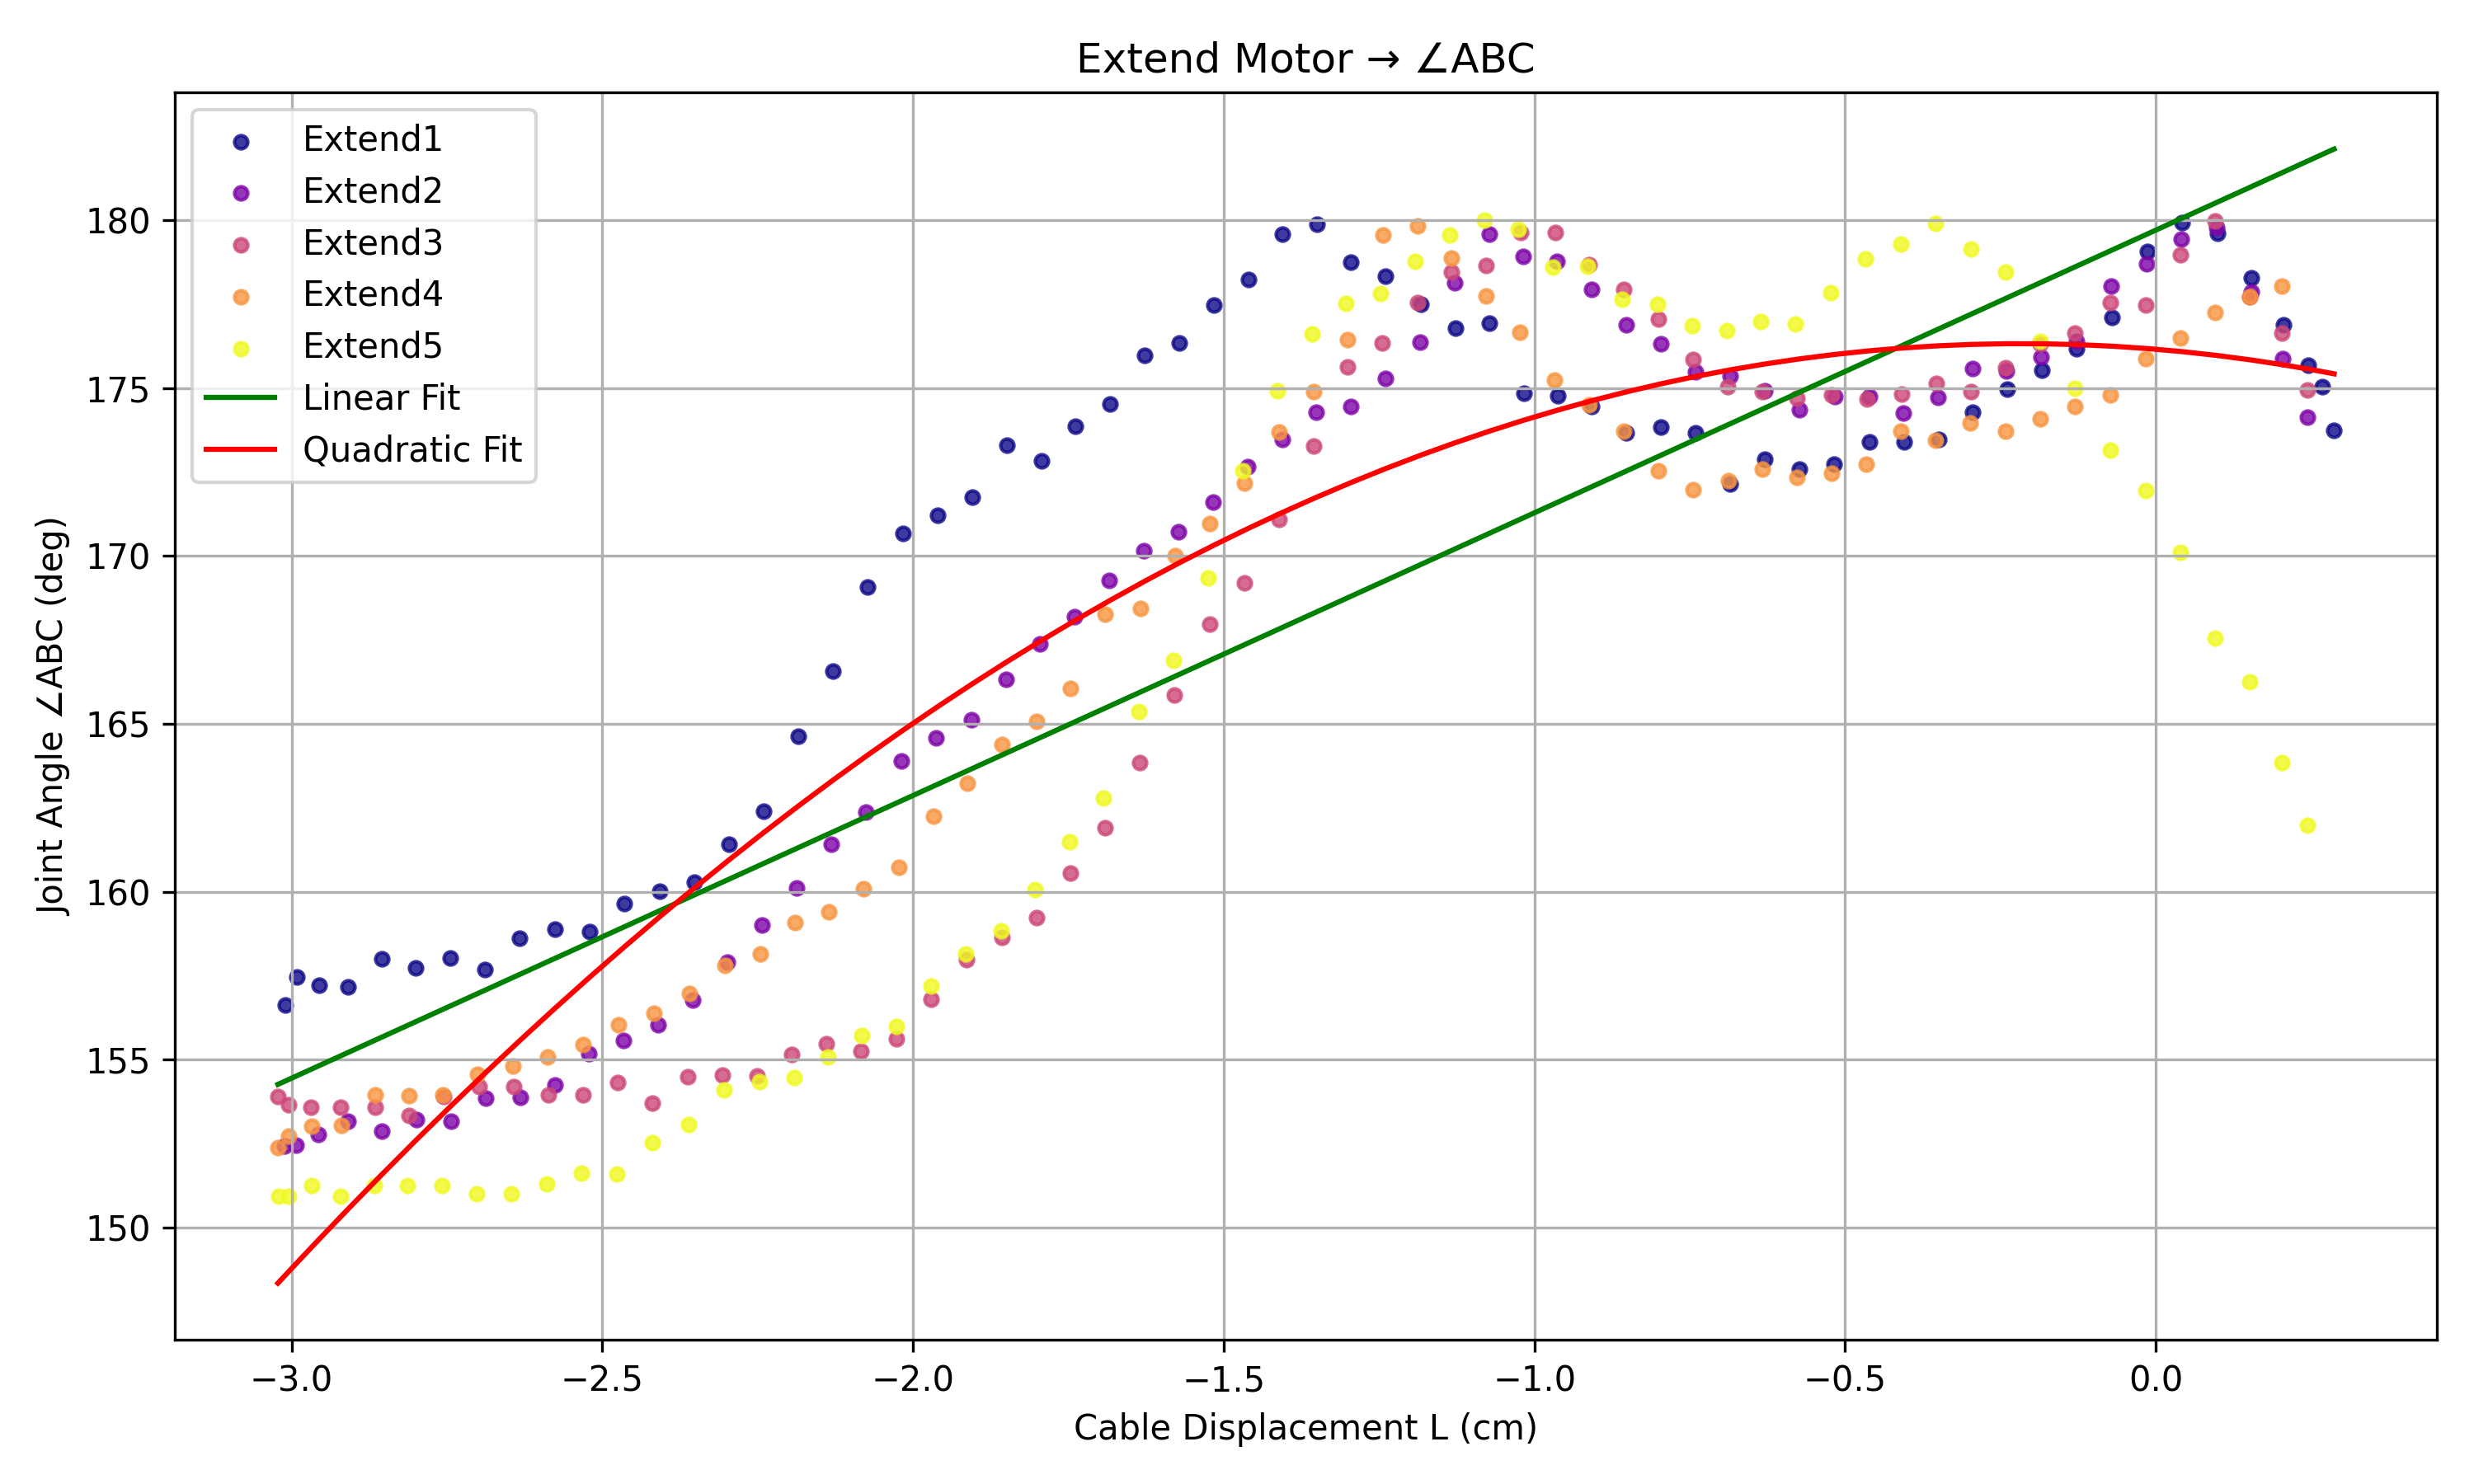 Extend Motor → ∠ABC
Extend1
Extend2
Extend3
Extend4
Extend5
Linear Fit
Quadratic Fit
Joint Angle ∠ABC (deg)
180
175
170
165
160
155
150
−3.0
−2.5
−2.0
−1.5
−1.0
−0.5
0.0
Cable Displacement L (cm)